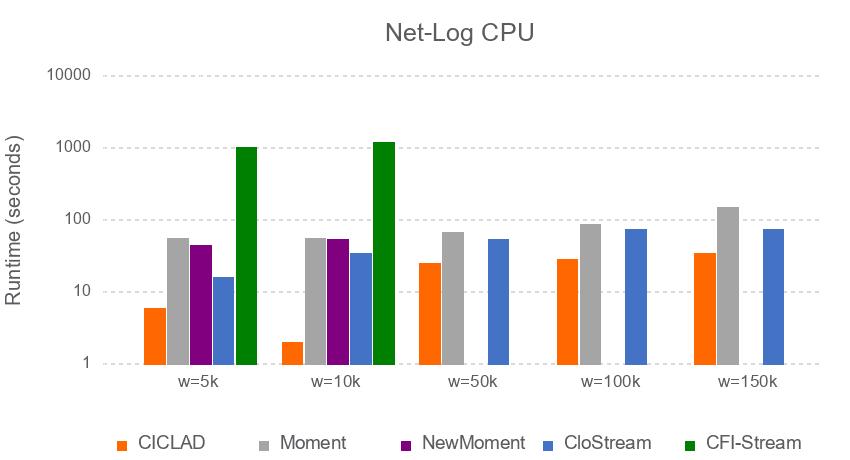 Net-Log CPU
Runtime (seconds)
10000
1000
100
10
1
w=5k w=10k w=50k w=100k w=150k
CICLAD Moment NewMoment CloStream CFI-Stream